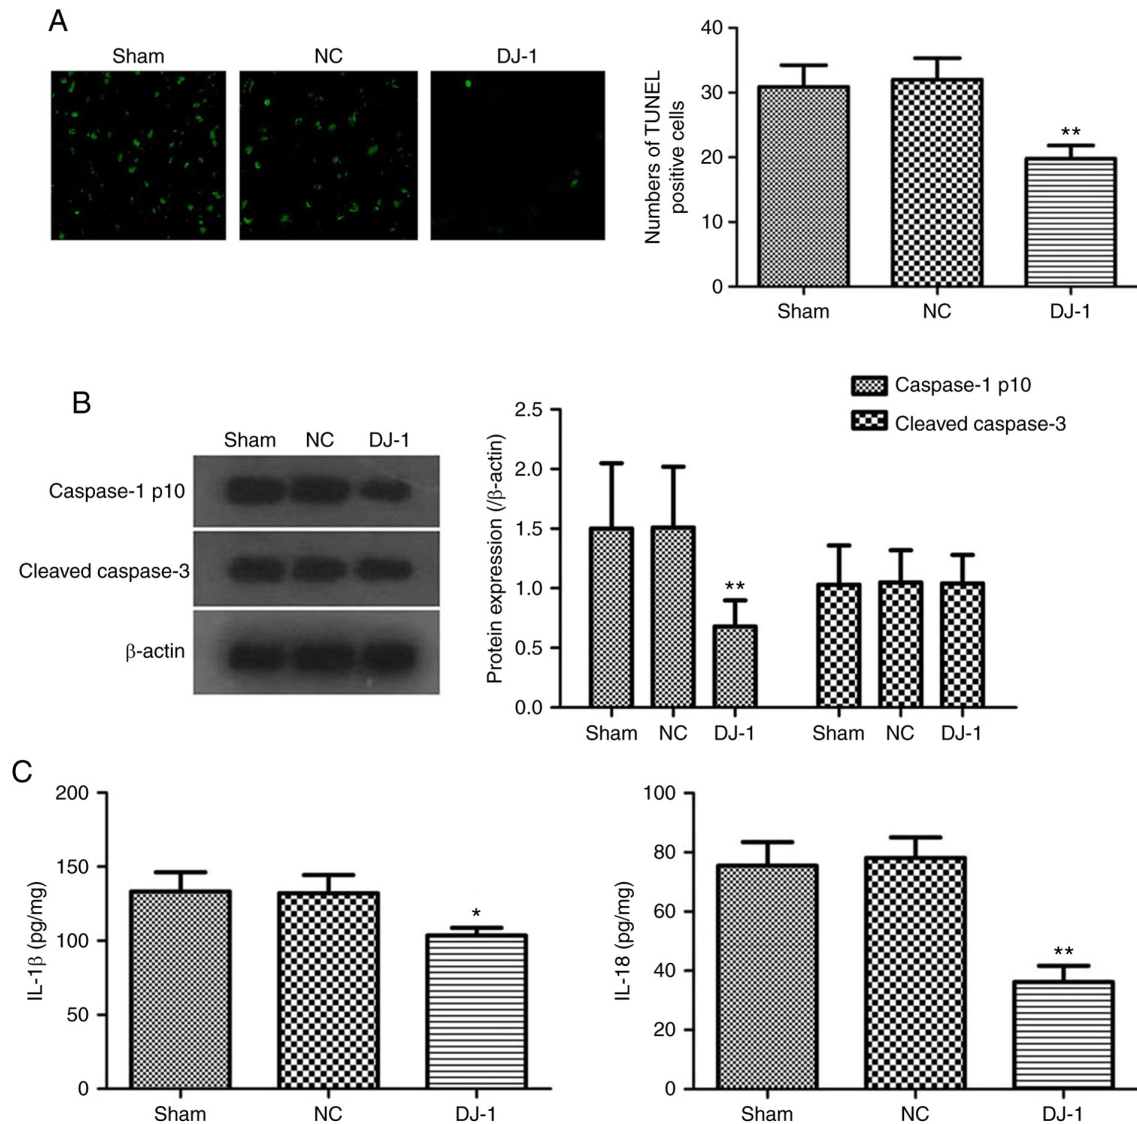 A
Sham NC DJ-1
Numbers of TUNEL
positive cells
40
30
20
10
0
**
Sham NC DJ-1
B
Sham NC DJ-1
Caspase-1 p10
Cleaved caspase-3
β-actin
Caspase-1 p10
Cleaved caspase-3
Protein expression (/β-actin)
2.5
2.0
1.5
1.0
0.5
0.0
**
Sham NC DJ-1 Sham NC DJ-1
C
IL-1β (pg/mg)
200
150
100
50
0
*
Sham NC DJ-1
IL-18 (pg/mg)
100
80
60
40
20
0
**
Sham NC DJ-1